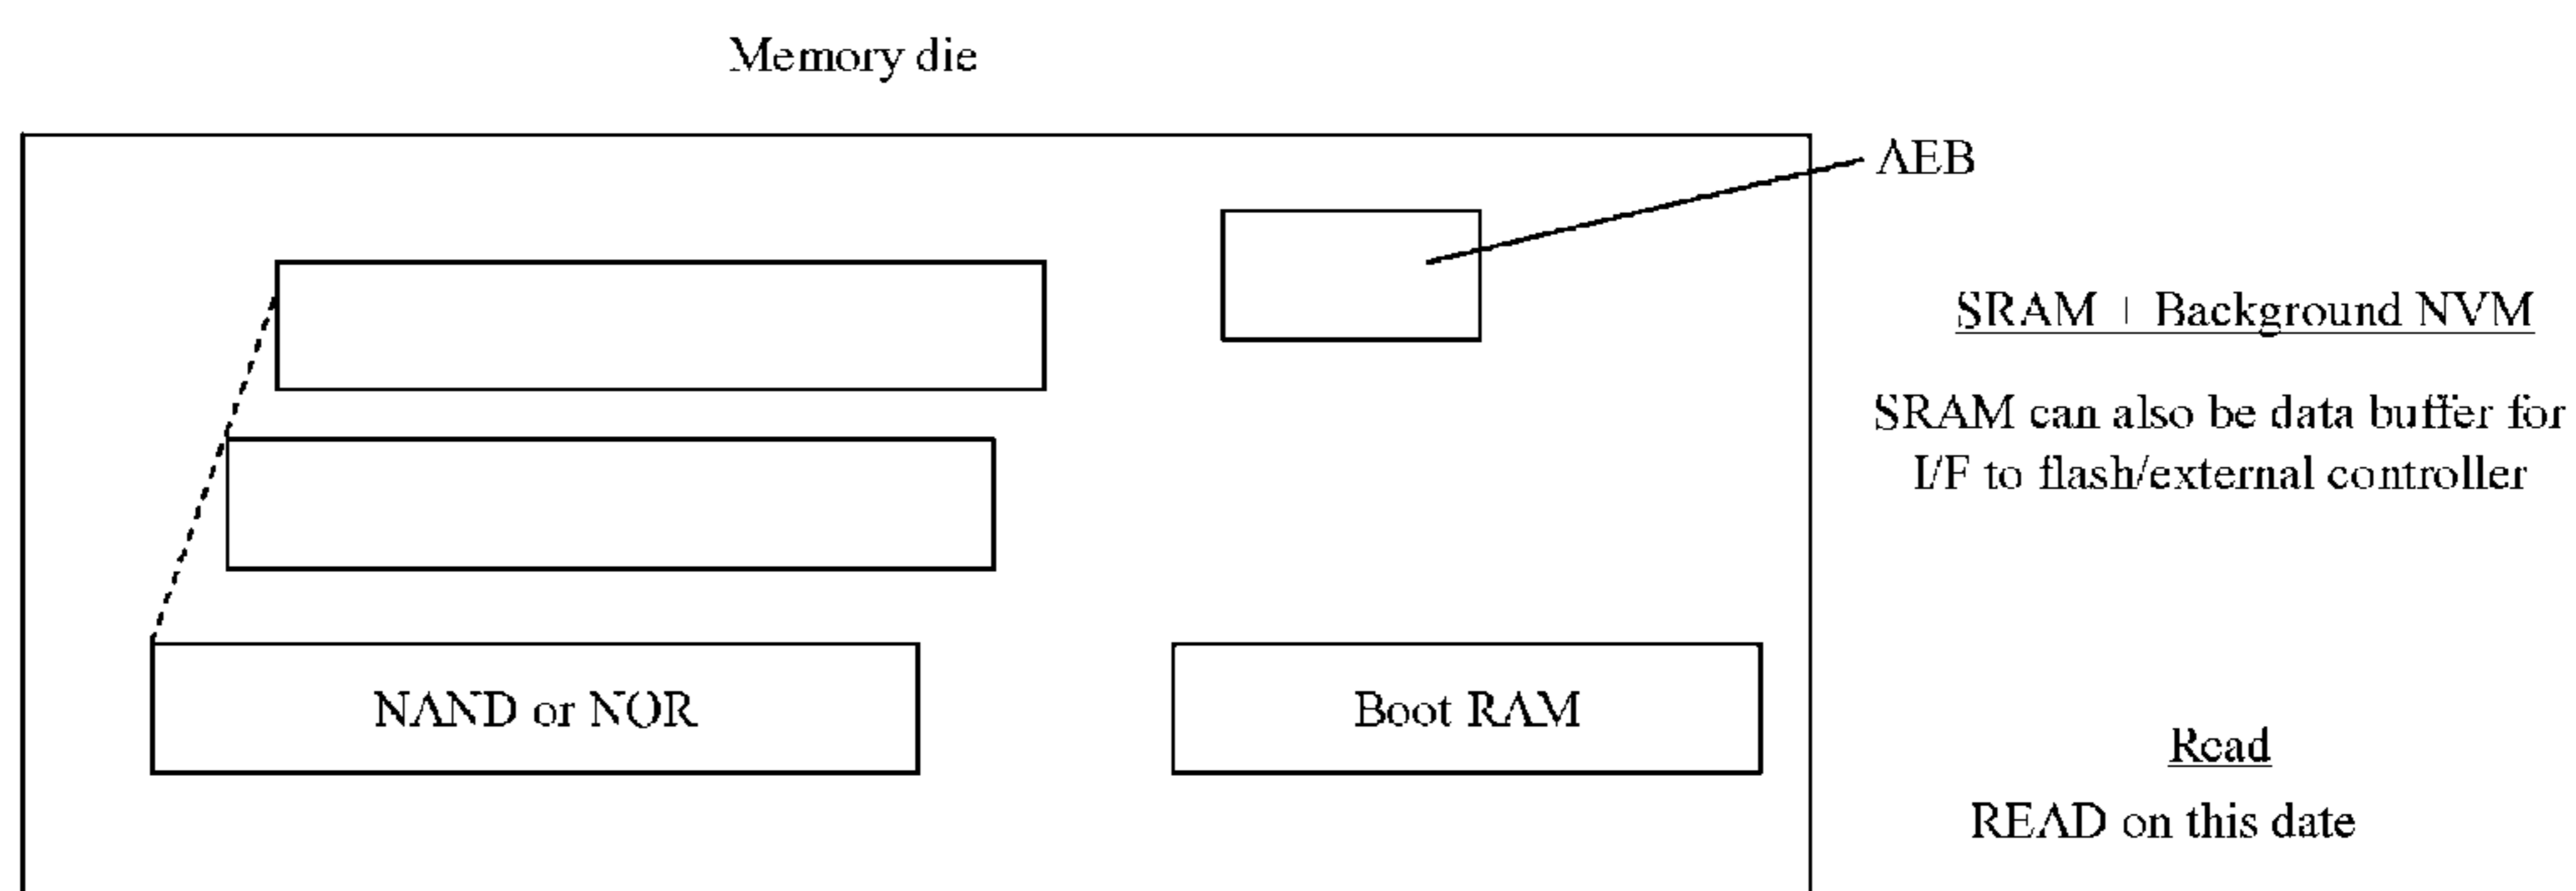 Memory die
AEB
SRAM + Background NVM
SRAM can also be data buffer for
I/F to flash/external controller
NAND or NOR
Boot RAM
Read
READ on this date